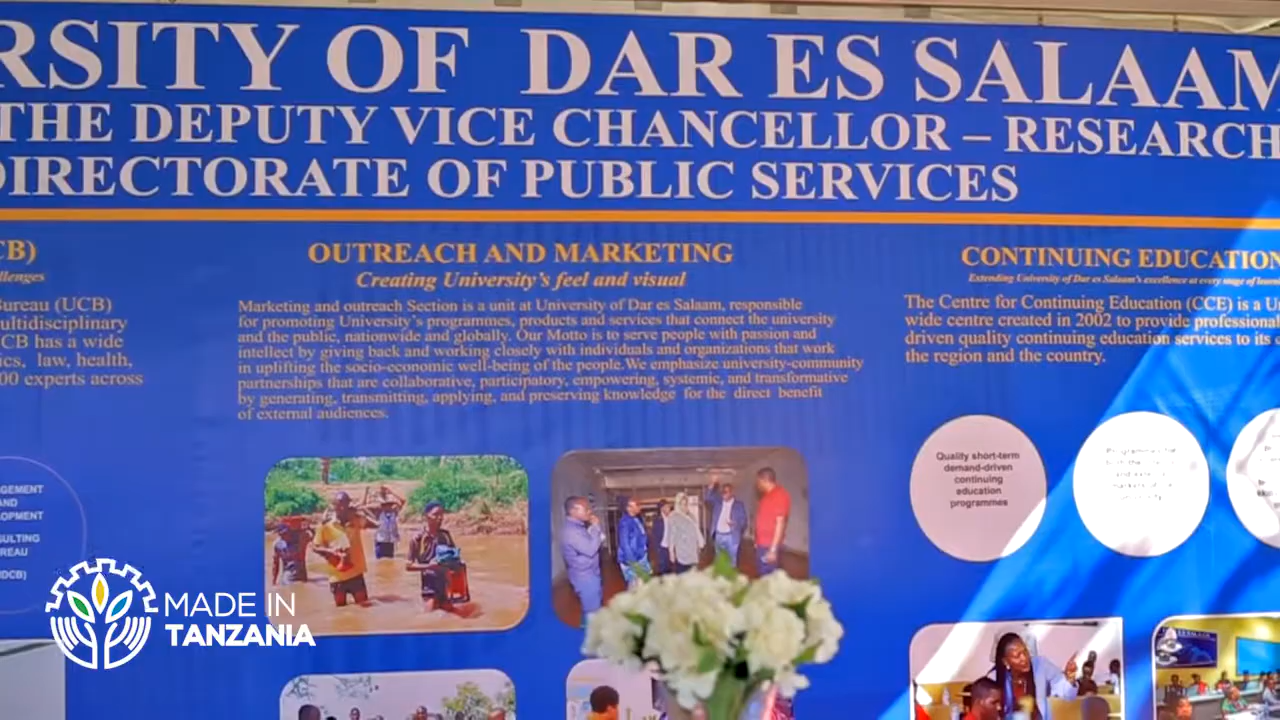 RSITY OF DAR ES SALAAM
THE DEPUTY VICE CHANCELLOR – RESEARCH
DIRECTORATE OF PUBLIC SERVICES
CB)
llenges
Bureau (UCB)
ultidisciplinary
CB has a wide
ics, law, health,
00 experts across
OUTREACH AND MARKETING
Creating University's feel and visual
Marketing and outreach Section is a unit at University of Dar es Salaam, responsible
for promoting University's programmes, products and services that connect the university
and the public, nationwide and globally. Our Motto is to serve people with passion and
intellect by giving back and working closely with individuals and organizations that work
in uplifting the socio-economic well-being of the people. We emphasize university-community
partnerships that are collaborative, participatory, empowering, systemic, and transformative
by generating, transmitting, applying, and preserving knowledge for the direct benefit
of external audiences.
CONTINUING EDUCATION
Extending University of Dar es Salaam's excellence at every stage of
The Centre for Continuing Education (CCE) is a U
wide centre created in 2002 to provide professional
driven quality continuing education services to its
the region and the country.
Quality short-term
demand-driven
continuing
education
programmes
GEMENT
AND
OPMENT
SULTING
REAU
MADE IN
TANZANIA